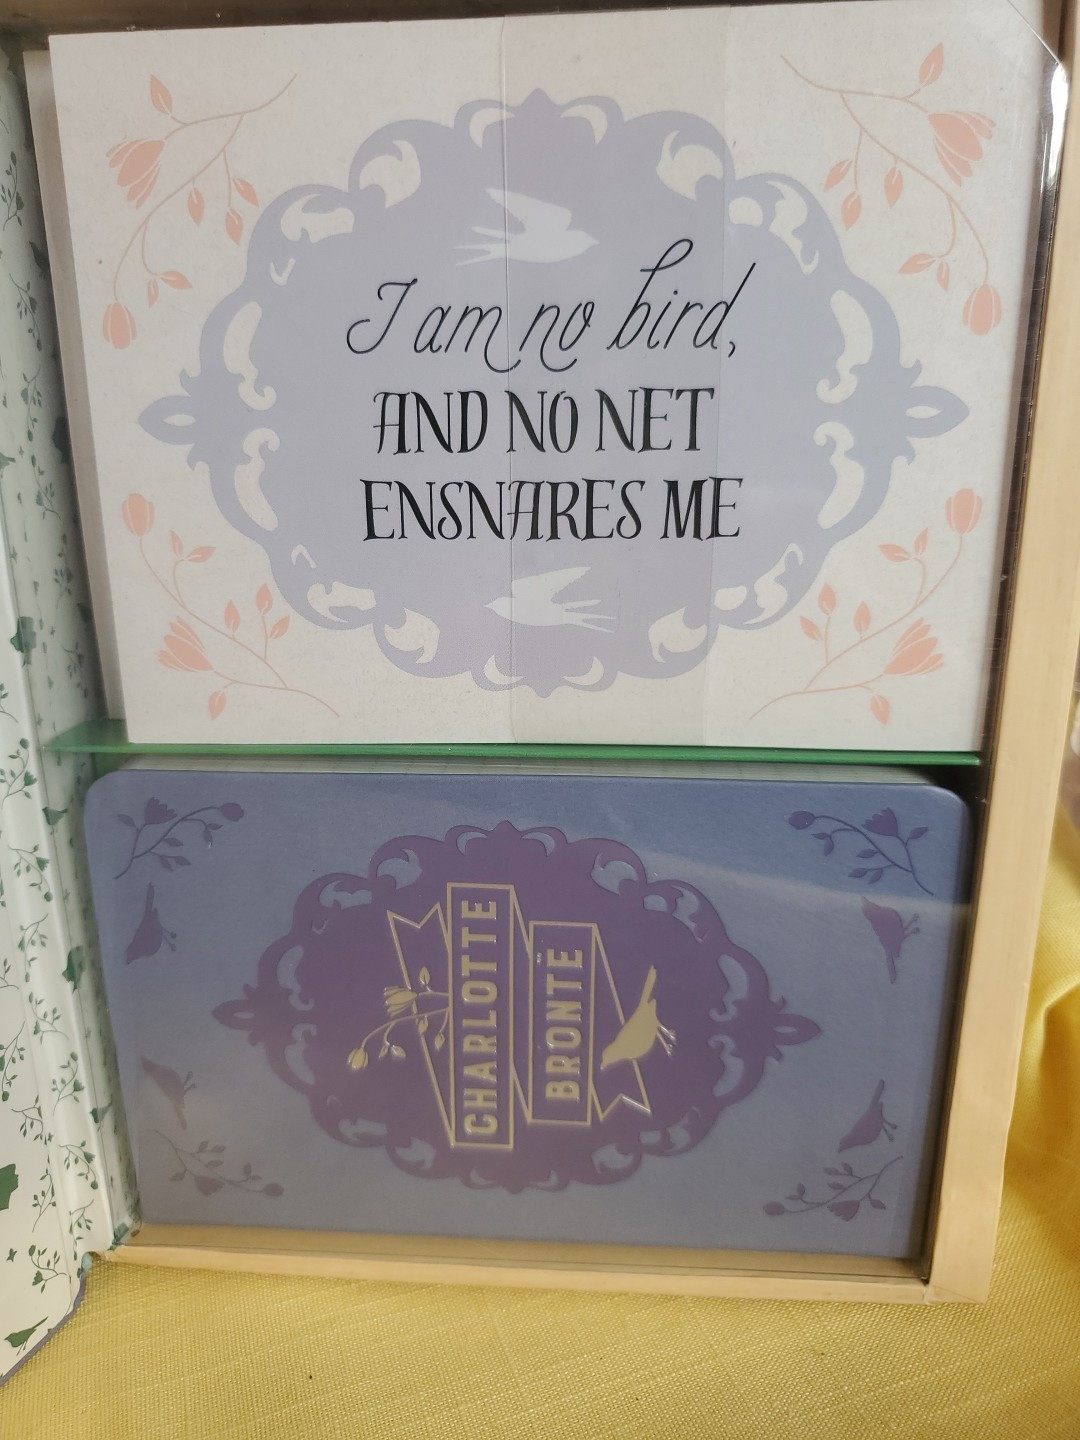 I am no bird,
AND NO NET
ENSNARES ME
CHARLOTTE
BRONTË